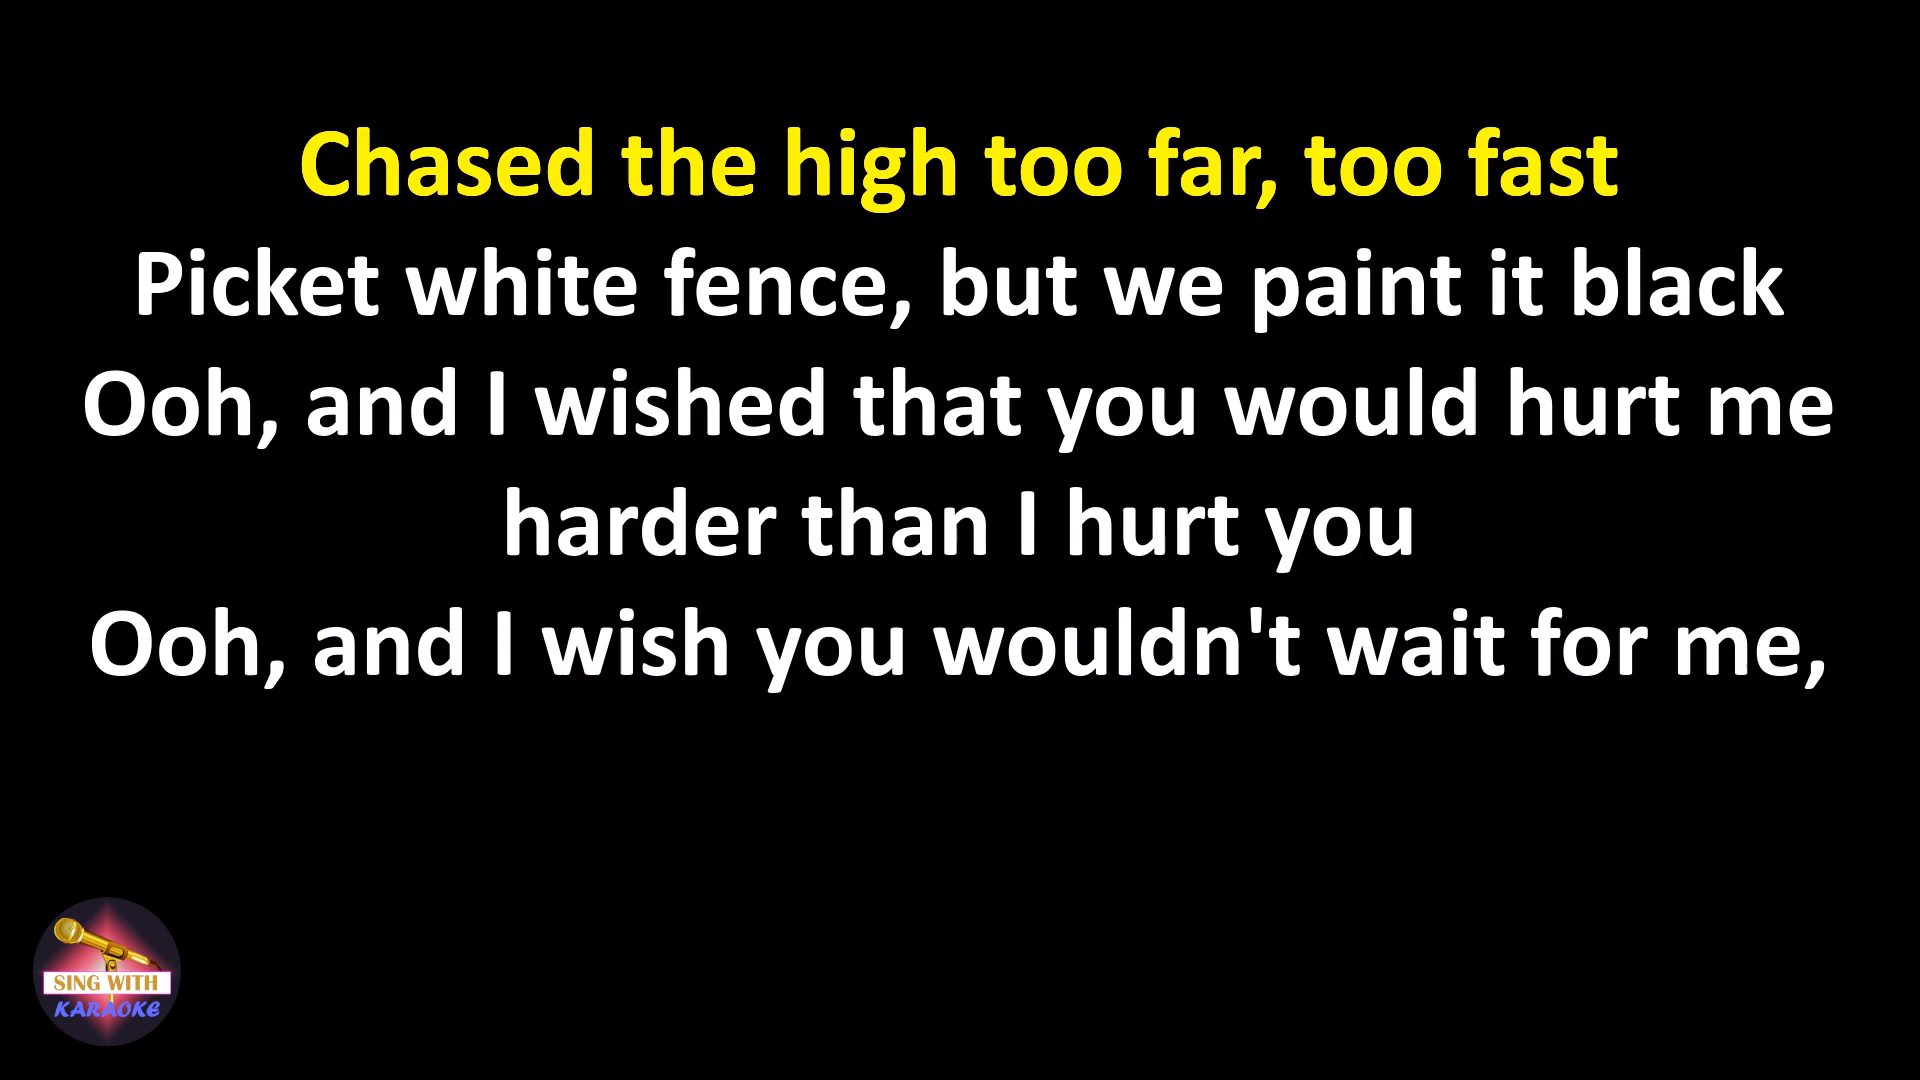 Chased the high too far, too fast
Picket white fence, but we paint it black
Ooh, and I wished that you would hurt me
harder than I hurt you
Ooh, and I wish you wouldn't wait for me,
SING WITH
KARAOKE